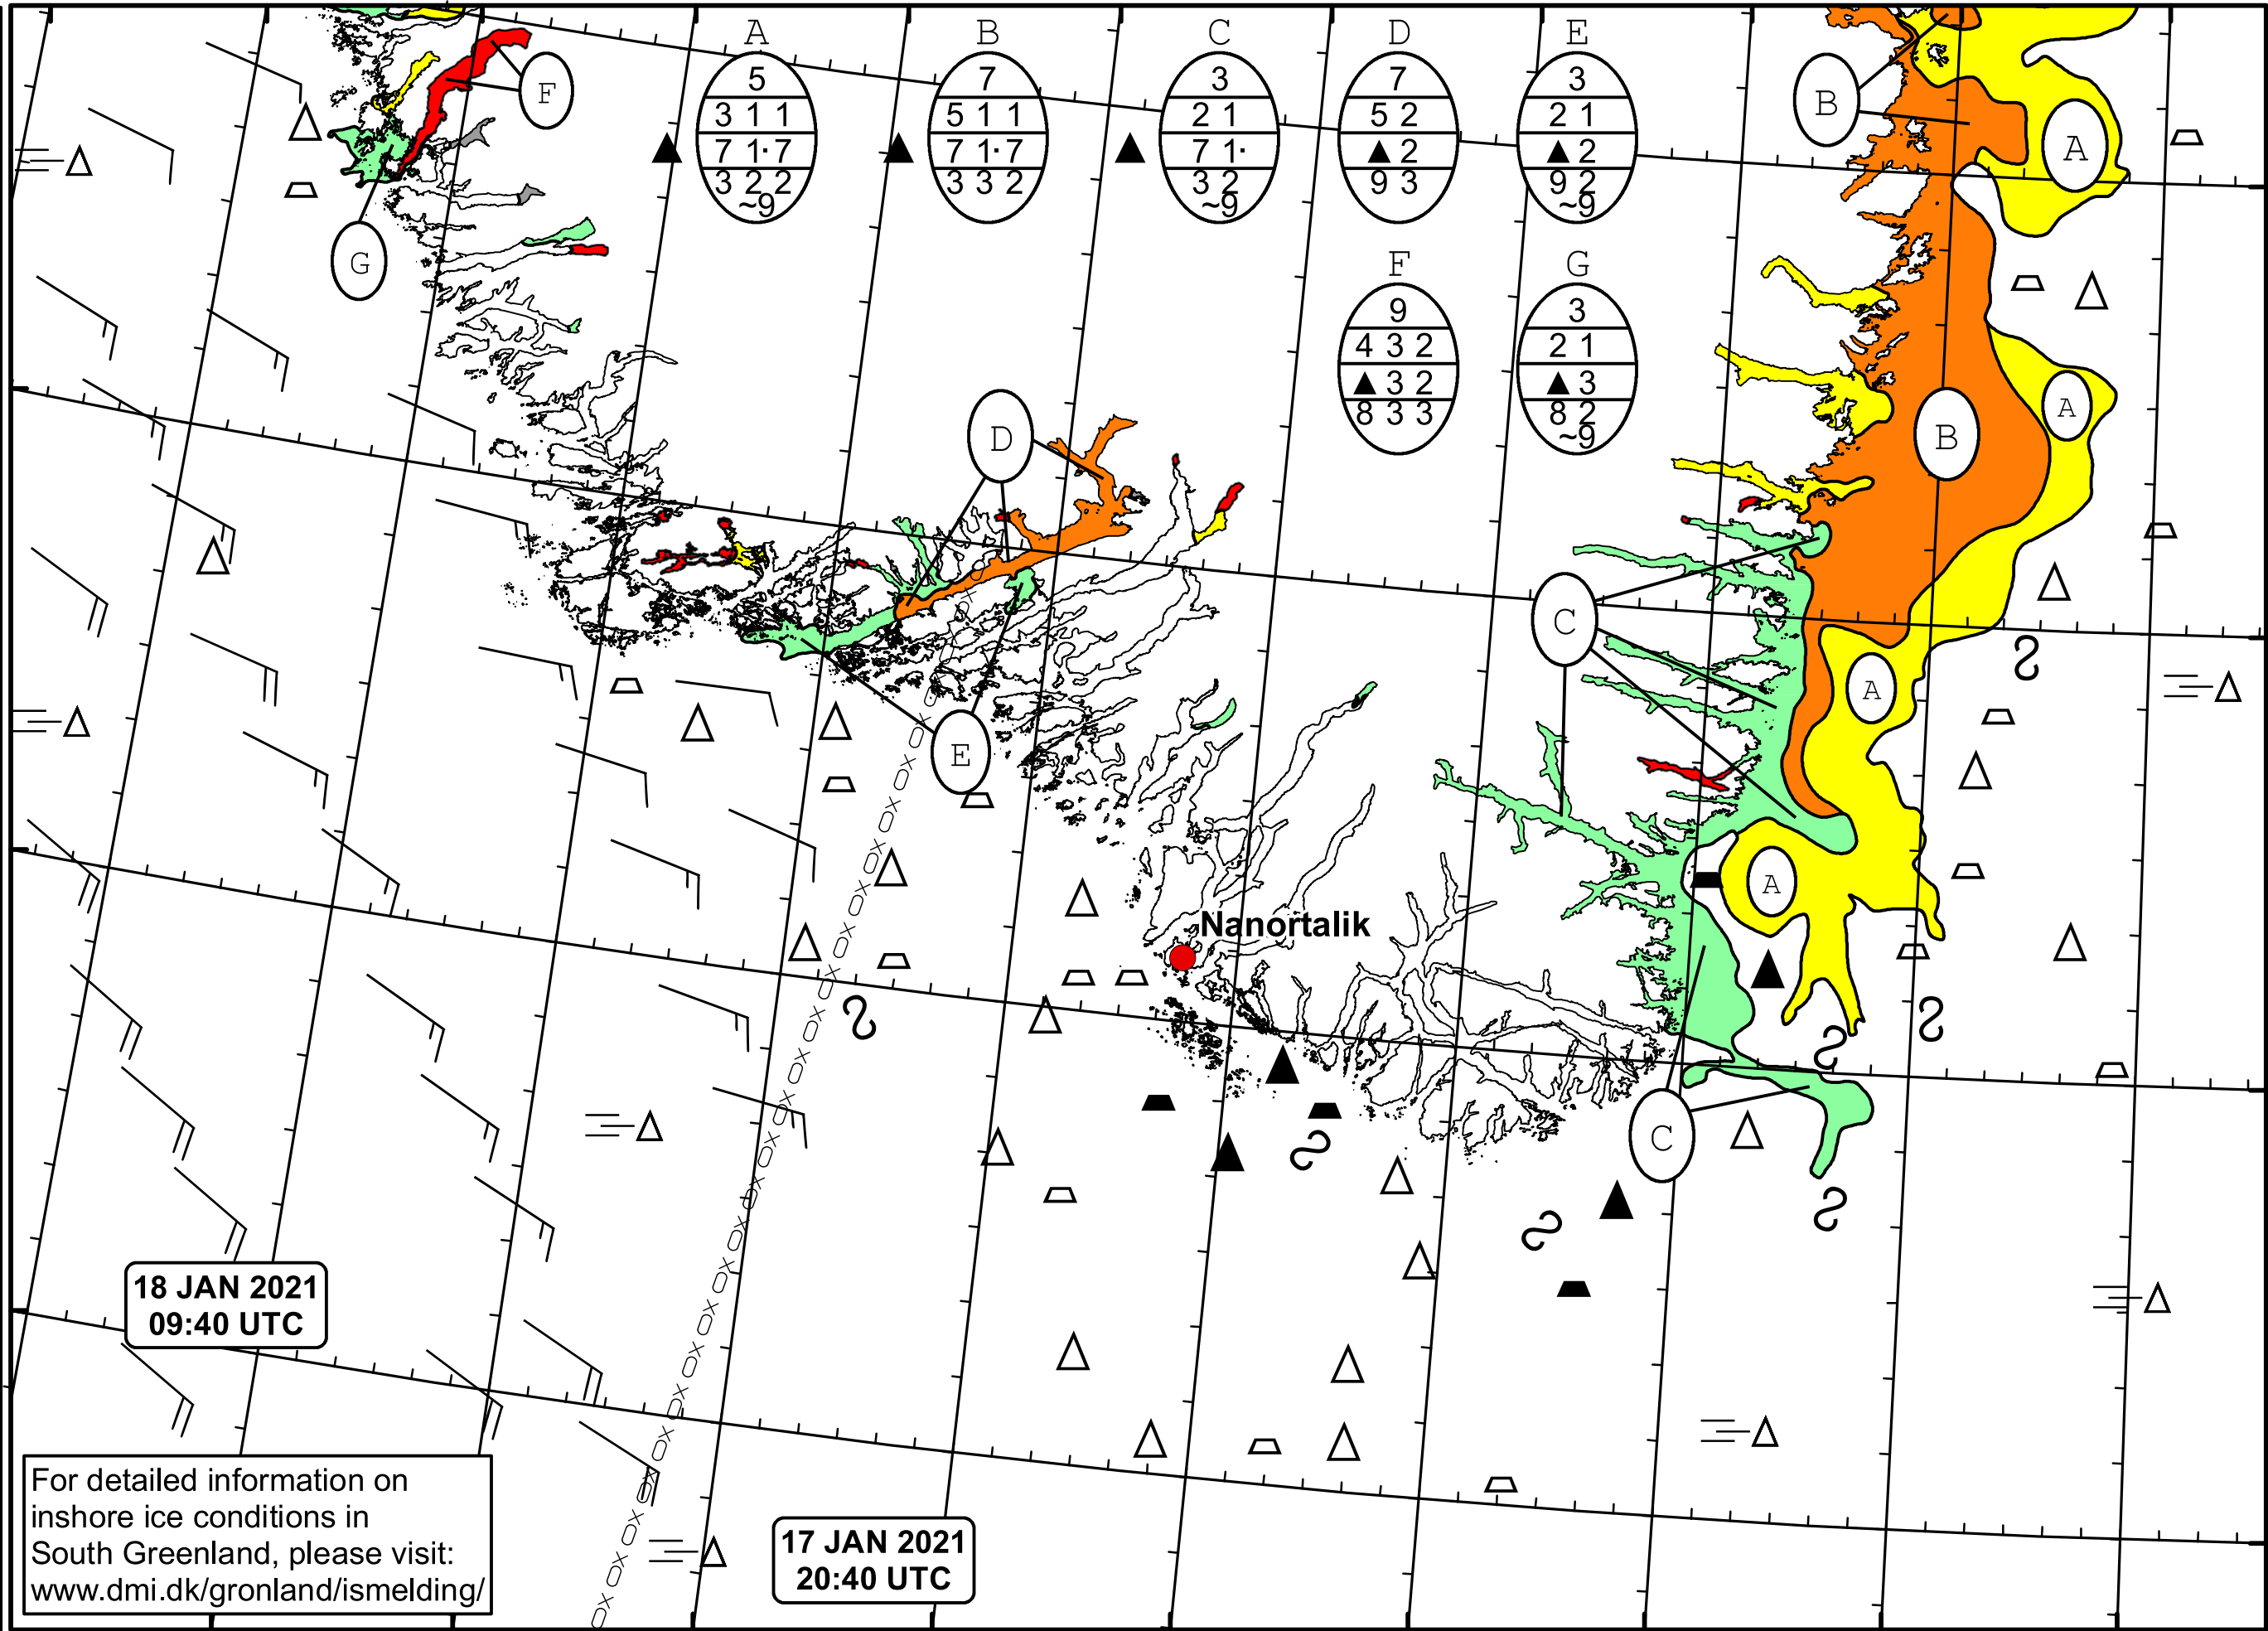 A
5
3 1 1
▲ 7 1· 7
3 2 2
~9
B
7
5 1 1
▲ 7 1· 7
3 3 2
C
3
2 1
▲ 7 1·
3 2
~9
D
7
5 2
▲ 2
9 3
E
3
2 1
▲ 2
9 2
~9
F
9
4 3 2
▲ 3 2
8 3 3
G
3
2 1
▲ 3
8 2
~9
F
B
A
G
D
A
B
C
A
E
A
Nanortalik
C
18 JAN 2021
09:40 UTC
For detailed information on
inshore ice conditions in
South Greenland, please visit:
www.dmi.dk/gronland/ismelding/
17 JAN 2021
20:40 UTC